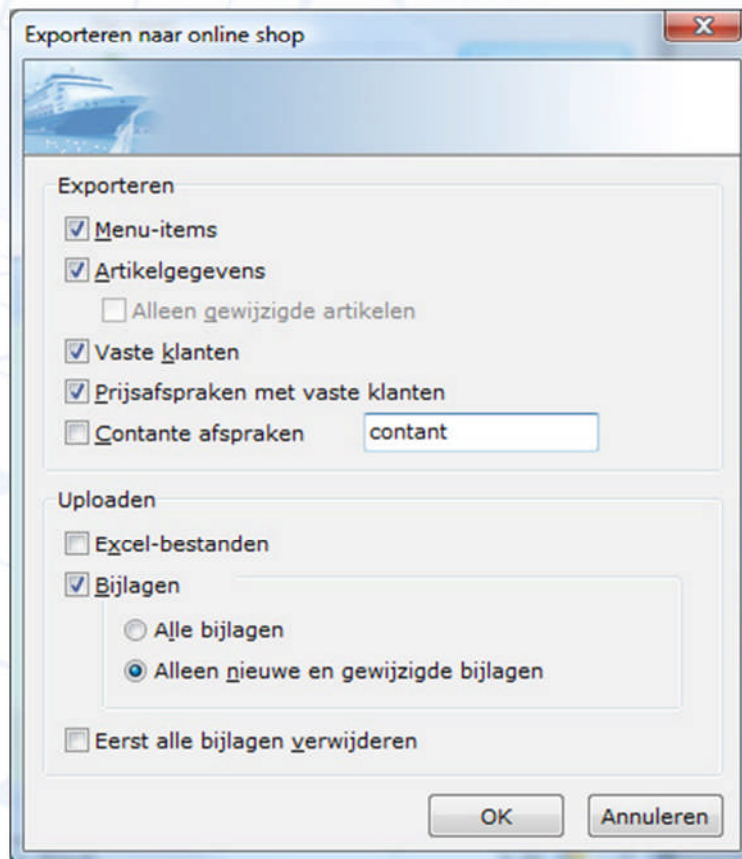 Exporteren naar online shop
Exporteren
Menu-items
Artikelgegevens
Alleen gewijzigde artikelen
Vaste klanten
Prijsafspraken met vaste klanten
Contante afspraken contant
Uploaden
Excel-bestanden
Bijlagen
Alle bijlagen
Alleen nieuwe en gewijzigde bijlagen
Eerst alle bijlagen verwijderen
OK Annuleren